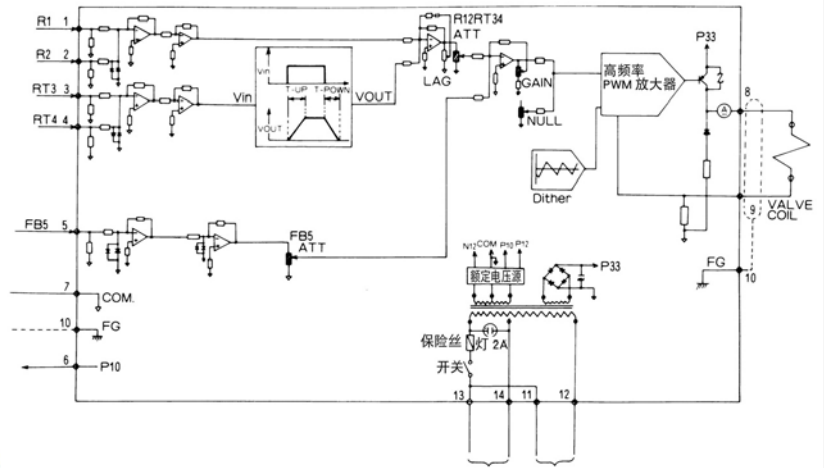 R1 1
R2 2
RT3 3
RT4 4
R12RT34
ATT
LAG
Vin
Vin
T-UP T-POWN
VOUT
VOUT
GAIN
NULL
高频率
PWM 放大器
P33
A
8
Dither
9
VALVE
COIL
FG
10
FB5 5
FB5
ATT
7
COM.
10
FG
6
P10
N12 COM P10 P12
额定电压源
P33
保险丝
灯 2A
开关
13 14 11 12